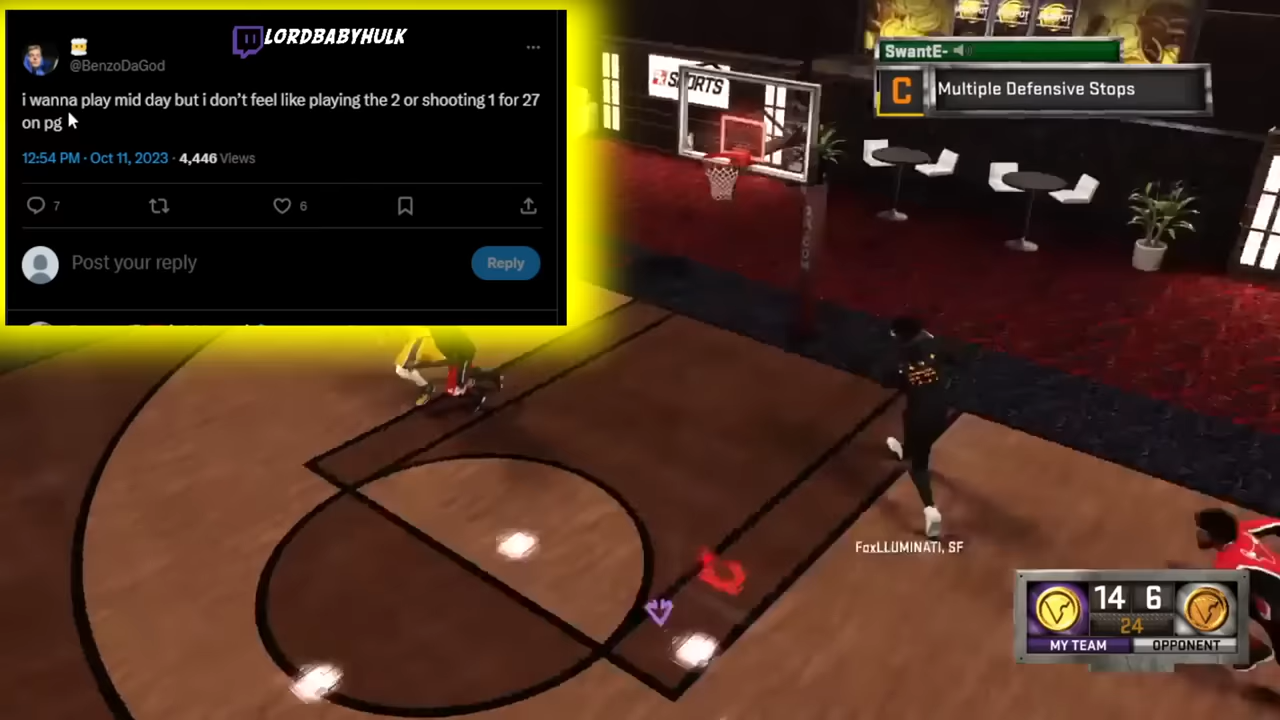 LORDBABYHULK
@BenzoDaGod
i wanna play mid day but i don't feel like playing the 2 or shooting 1 for 27
on pg
12:54 PM · Oct 11, 2023 · 4,446 Views
7
6
Post your reply
Reply
SPORTS
SwantE-
C
Multiple Defensive Stops
FoxLLUMINATI, SF
14 6
24
MY TEAM
OPPONENT